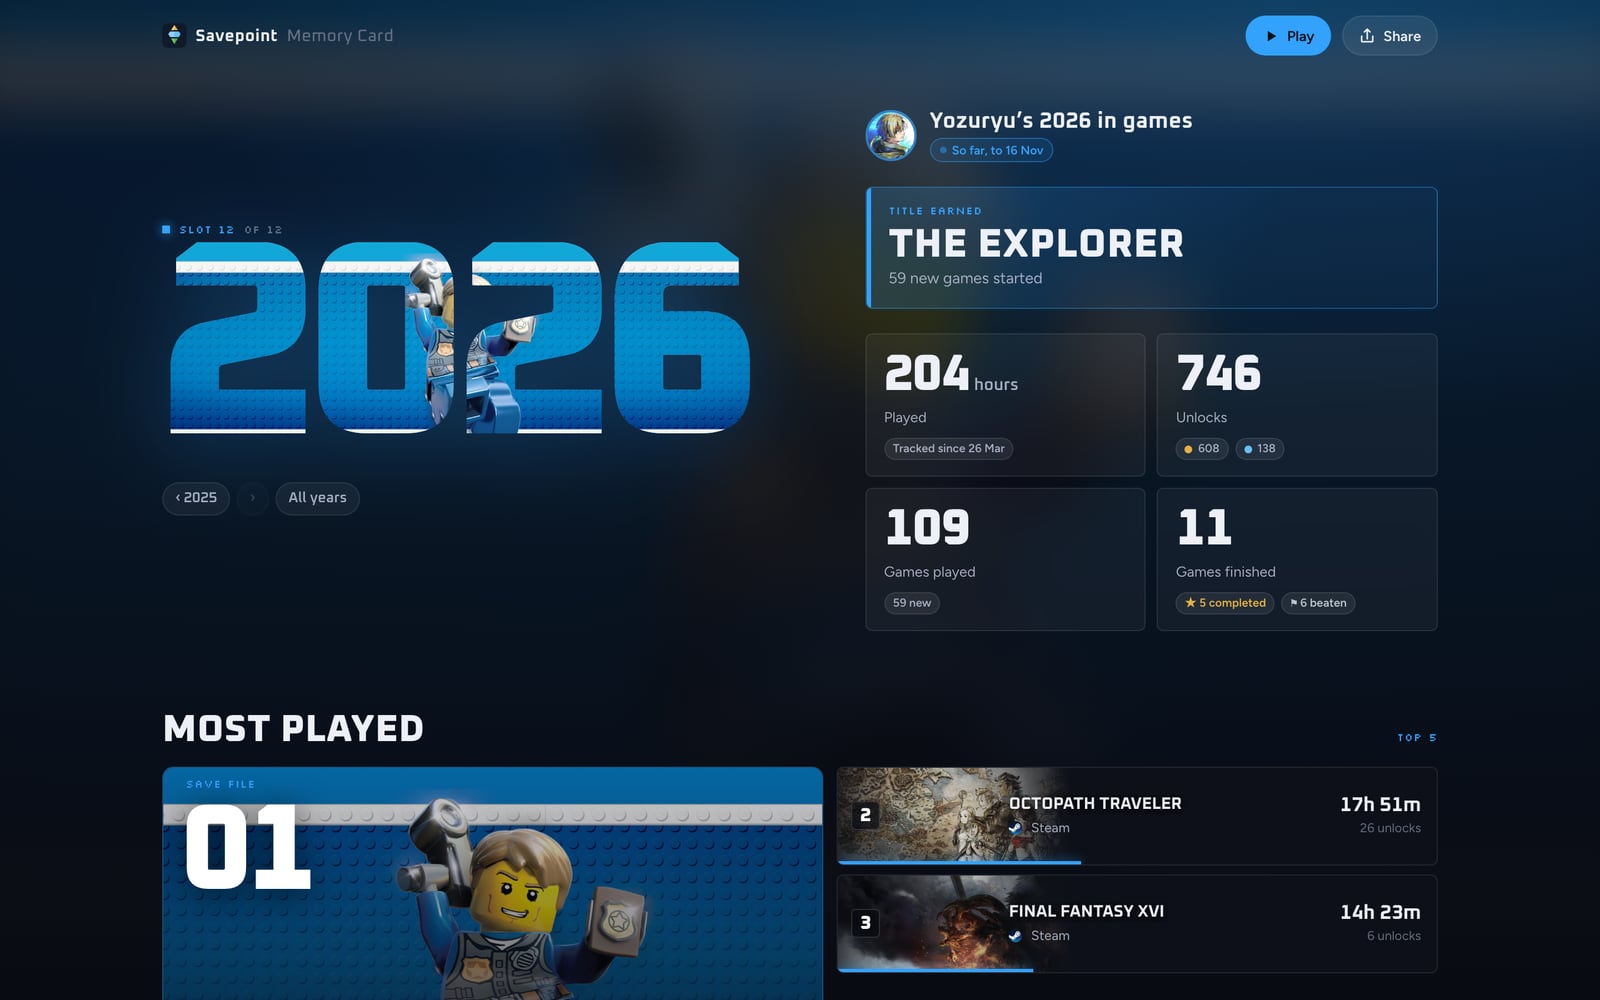 Savepoint Memory Card
Play
Share
Yozuryu’s 2026 in games
So far, to 16 Nov
SLOT 12 OF 12
2026
‹ 2025
›
All years
TITLE EARNED
THE EXPLORER
59 new games started
204 hours
Played
Tracked since 26 Mar
746
Unlocks
608
138
109
Games played
59 new
11
Games finished
★ 5 completed
⚑ 6 beaten
MOST PLAYED
TOP 5
SAVE FILE
01
2
OCTOPATH TRAVELER
Steam
17h 51m
26 unlocks
3
FINAL FANTASY XVI
Steam
14h 23m
6 unlocks